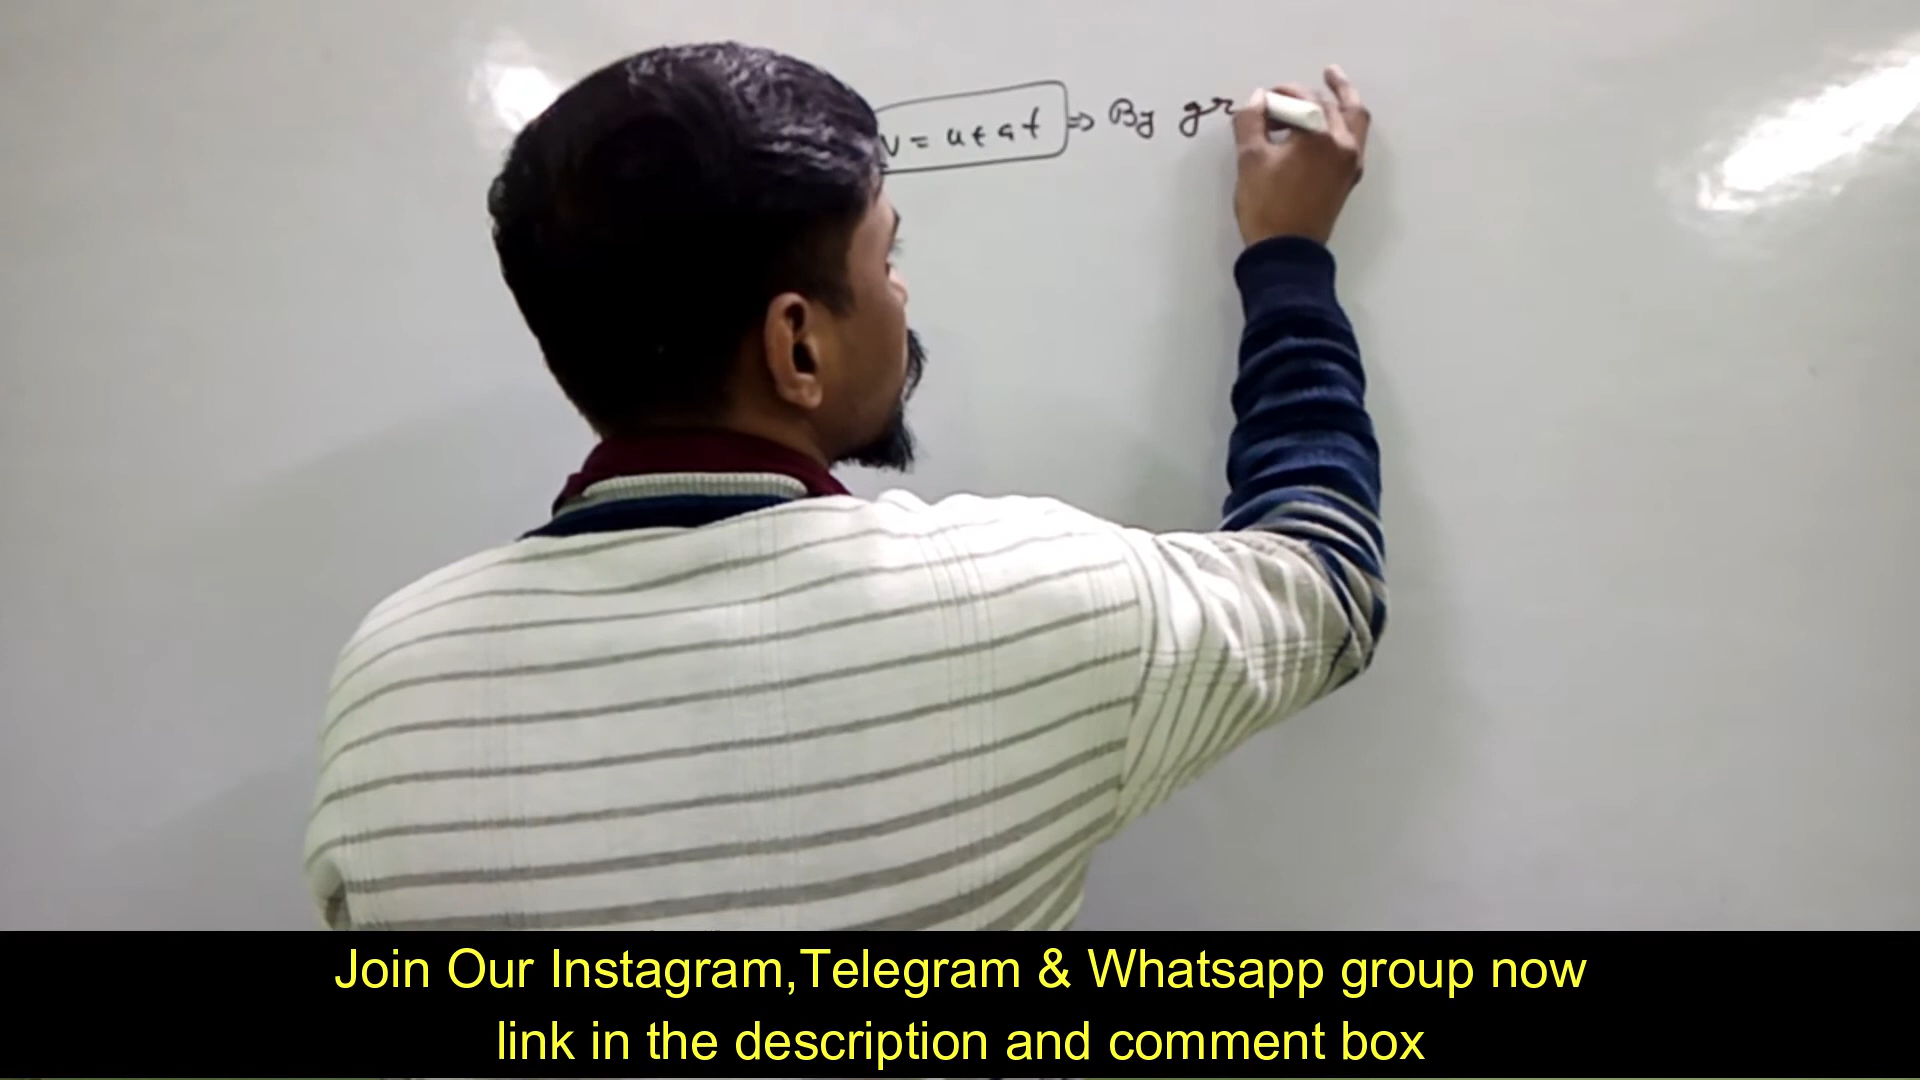 v = u + at ⇒ By gr
Join Our Instagram,Telegram & Whatsapp group now
link in the description and comment box